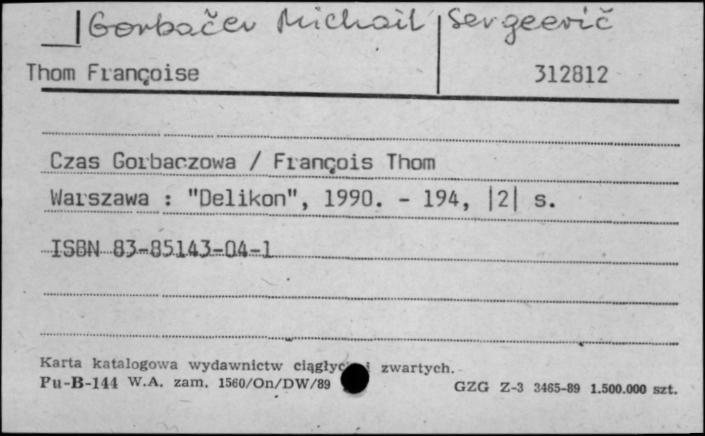 Gorbačev Michail Sergeevič
Thom Françoise 312812
Czas Gorbaczowa / François Thom
Warszawa : "Delikon", 1990. - 194, |2| s.
ISBN 83-85143-04-1
Karta katalogowa wydawnictw zwartych.
Pu-B-144 W.A. zam. 1560/On/DW/89 GZG Z-3 3465-89 1.500.000 szt.